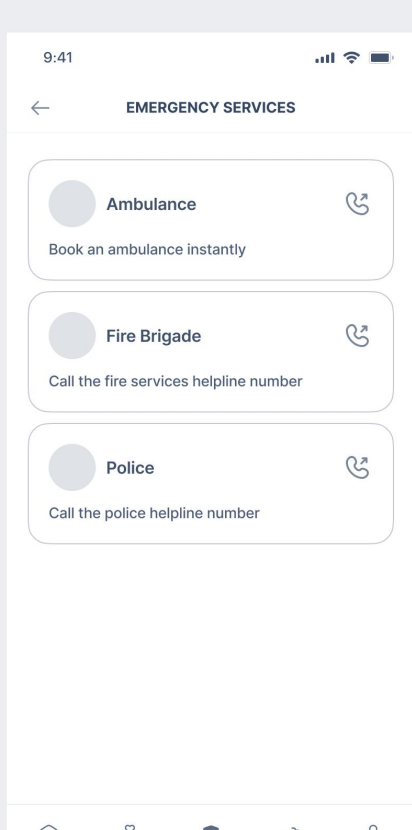 9:41
EMERGENCY SERVICES
Ambulance
Book an ambulance instantly
Fire Brigade
Call the fire services helpline number
Police
Call the police helpline number